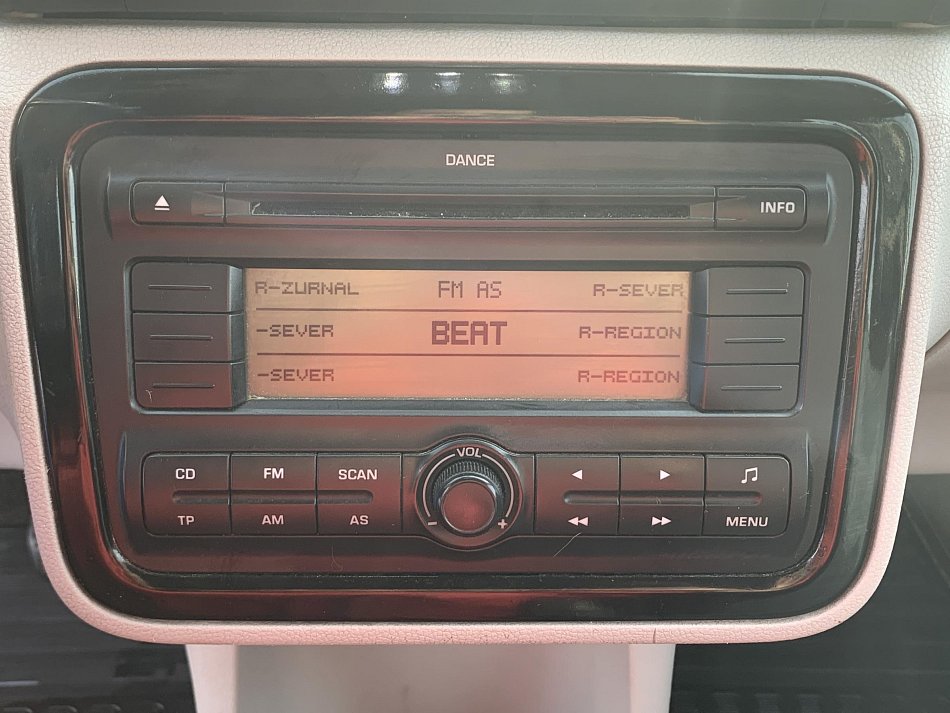 DANCE
INFO
R-ZURNAL FM AS R-SEVER
-SEVER BEAT R-REGION
-SEVER R-REGION
VOL
CD FM SCAN
TP AM AS
- +
MENU